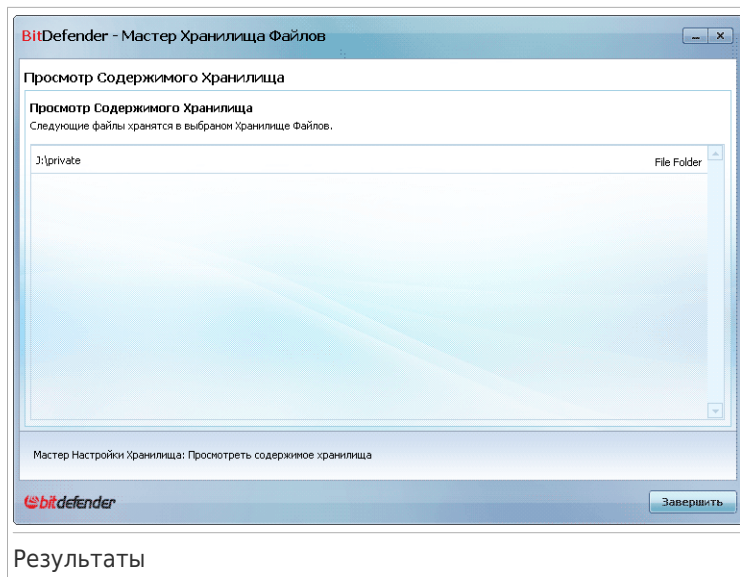 BitDefender - Мастер Хранилища Файлов
Просмотр Содержимого Хранилища
Просмотр Содержимого Хранилища
Следующие файлы хранятся в выбраном Хранилище Файлов.
J:\private File Folder
Мастер Настройки Хранилища: Просмотреть содержимое хранилища
bitdefender Завершить
Результаты